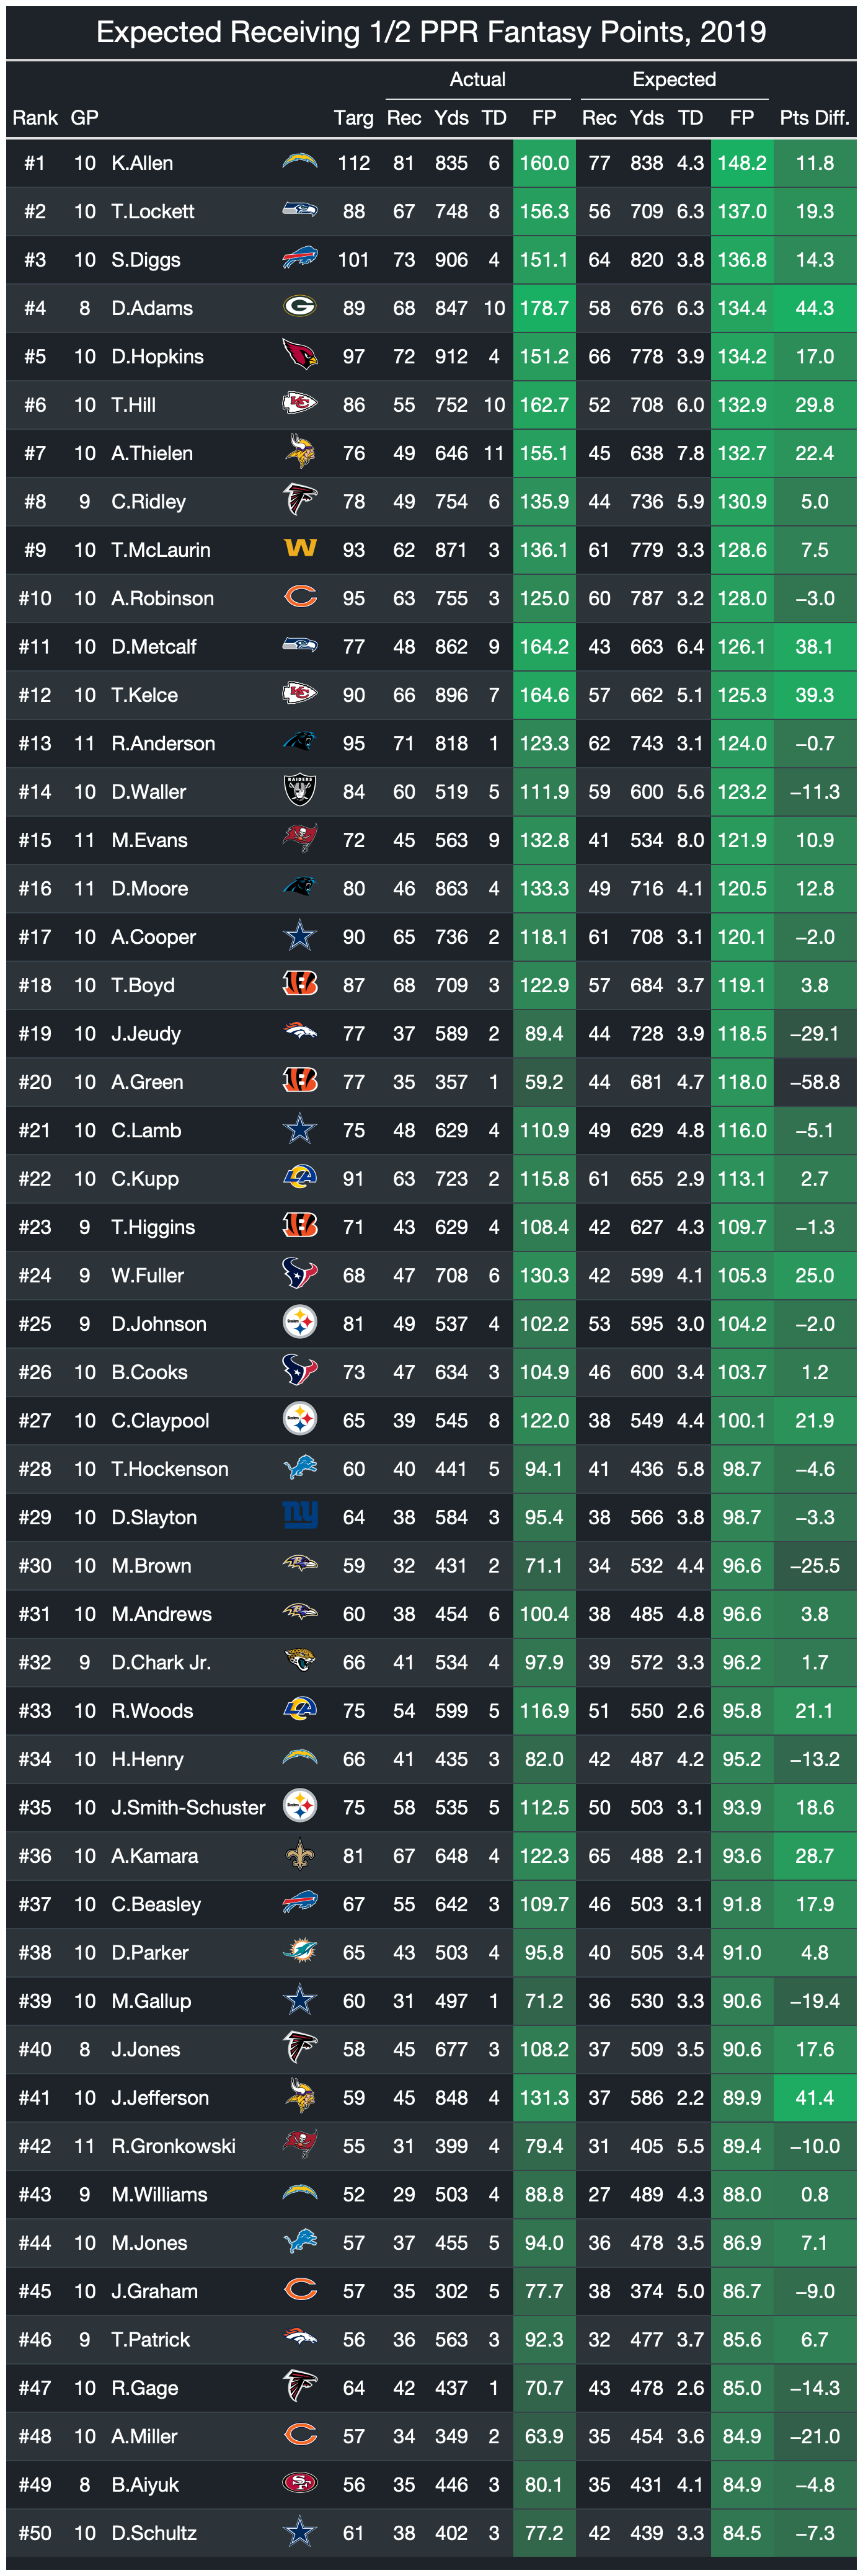 Expected Receiving 1/2 PPR Fantasy Points, 2019
Actual Expected
Rank GP Targ Rec Yds TD FP Rec Yds TD FP Pts Diff.
#1 10 K.Allen 112 81 835 6 160.0 77 838 4.3 148.2 11.8
#2 10 T.Lockett 88 67 748 8 156.3 56 709 6.3 137.0 19.3
#3 10 S.Diggs 101 73 906 4 151.1 64 820 3.8 136.8 14.3
#4 8 D.Adams G 89 68 847 10 178.7 58 676 6.3 134.4 44.3
#5 10 D.Hopkins 97 72 912 4 151.2 66 778 3.9 134.2 17.0
#6 10 T.Hill KC 86 55 752 10 162.7 52 708 6.0 132.9 29.8
#7 10 A.Thielen 76 49 646 11 155.1 45 638 7.8 132.7 22.4
#8 9 C.Ridley 78 49 754 6 135.9 44 736 5.9 130.9 5.0
#9 10 T.McLaurin W 93 62 871 3 136.1 61 779 3.3 128.6 7.5
#10 10 A.Robinson C 95 63 755 3 125.0 60 787 3.2 128.0 −3.0
#11 10 D.Metcalf 77 48 862 9 164.2 43 663 6.4 126.1 38.1
#12 10 T.Kelce KC 90 66 896 7 164.6 57 662 5.1 125.3 39.3
#13 11 R.Anderson 95 71 818 1 123.3 62 743 3.1 124.0 −0.7
#14 10 D.Waller RAIDERS 84 60 519 5 111.9 59 600 5.6 123.2 −11.3
#15 11 M.Evans 72 45 563 9 132.8 41 534 8.0 121.9 10.9
#16 11 D.Moore 80 46 863 4 133.3 49 716 4.1 120.5 12.8
#17 10 A.Cooper 90 65 736 2 118.1 61 708 3.1 120.1 −2.0
#18 10 T.Boyd B 87 68 709 3 122.9 57 684 3.7 119.1 3.8
#19 10 J.Jeudy 77 37 589 2 89.4 44 728 3.9 118.5 −29.1
#20 10 A.Green B 77 35 357 1 59.2 44 681 4.7 118.0 −58.8
#21 10 C.Lamb 75 48 629 4 110.9 49 629 4.8 116.0 −5.1
#22 10 C.Kupp LA 91 63 723 2 115.8 61 655 2.9 113.1 2.7
#23 9 T.Higgins B 71 43 629 4 108.4 42 627 4.3 109.7 −1.3
#24 9 W.Fuller 68 47 708 6 130.3 42 599 4.1 105.3 25.0
#25 9 D.Johnson Steelers 81 49 537 4 102.2 53 595 3.0 104.2 −2.0
#26 10 B.Cooks 73 47 634 3 104.9 46 600 3.4 103.7 1.2
#27 10 C.Claypool Steelers 65 39 545 8 122.0 38 549 4.4 100.1 21.9
#28 10 T.Hockenson 60 40 441 5 94.1 41 436 5.8 98.7 −4.6
#29 10 D.Slayton ny 64 38 584 3 95.4 38 566 3.8 98.7 −3.3
#30 10 M.Brown 59 32 431 2 71.1 34 532 4.4 96.6 −25.5
#31 10 M.Andrews 60 38 454 6 100.4 38 485 4.8 96.6 3.8
#32 9 D.Chark Jr. 66 41 534 4 97.9 39 572 3.3 96.2 1.7
#33 10 R.Woods LA 75 54 599 5 116.9 51 550 2.6 95.8 21.1
#34 10 H.Henry 66 41 435 3 82.0 42 487 4.2 95.2 −13.2
#35 10 J.Smith-Schuster Steelers 75 58 535 5 112.5 50 503 3.1 93.9 18.6
#36 10 A.Kamara 81 67 648 4 122.3 65 488 2.1 93.6 28.7
#37 10 C.Beasley 67 55 642 3 109.7 46 503 3.1 91.8 17.9
#38 10 D.Parker 65 43 503 4 95.8 40 505 3.4 91.0 4.8
#39 10 M.Gallup 60 31 497 1 71.2 36 530 3.3 90.6 −19.4
#40 8 J.Jones 58 45 677 3 108.2 37 509 3.5 90.6 17.6
#41 10 J.Jefferson 59 45 848 4 131.3 37 586 2.2 89.9 41.4
#42 11 R.Gronkowski 55 31 399 4 79.4 31 405 5.5 89.4 −10.0
#43 9 M.Williams 52 29 503 4 88.8 27 489 4.3 88.0 0.8
#44 10 M.Jones 57 37 455 5 94.0 36 478 3.5 86.9 7.1
#45 10 J.Graham C 57 35 302 5 77.7 38 374 5.0 86.7 −9.0
#46 9 T.Patrick 56 36 563 3 92.3 32 477 3.7 85.6 6.7
#47 10 R.Gage 64 42 437 1 70.7 43 478 2.6 85.0 −14.3
#48 10 A.Miller C 57 34 349 2 63.9 35 454 3.6 84.9 −21.0
#49 8 B.Aiyuk SF 56 35 446 3 80.1 35 431 4.1 84.9 −4.8
#50 10 D.Schultz 61 38 402 3 77.2 42 439 3.3 84.5 −7.3